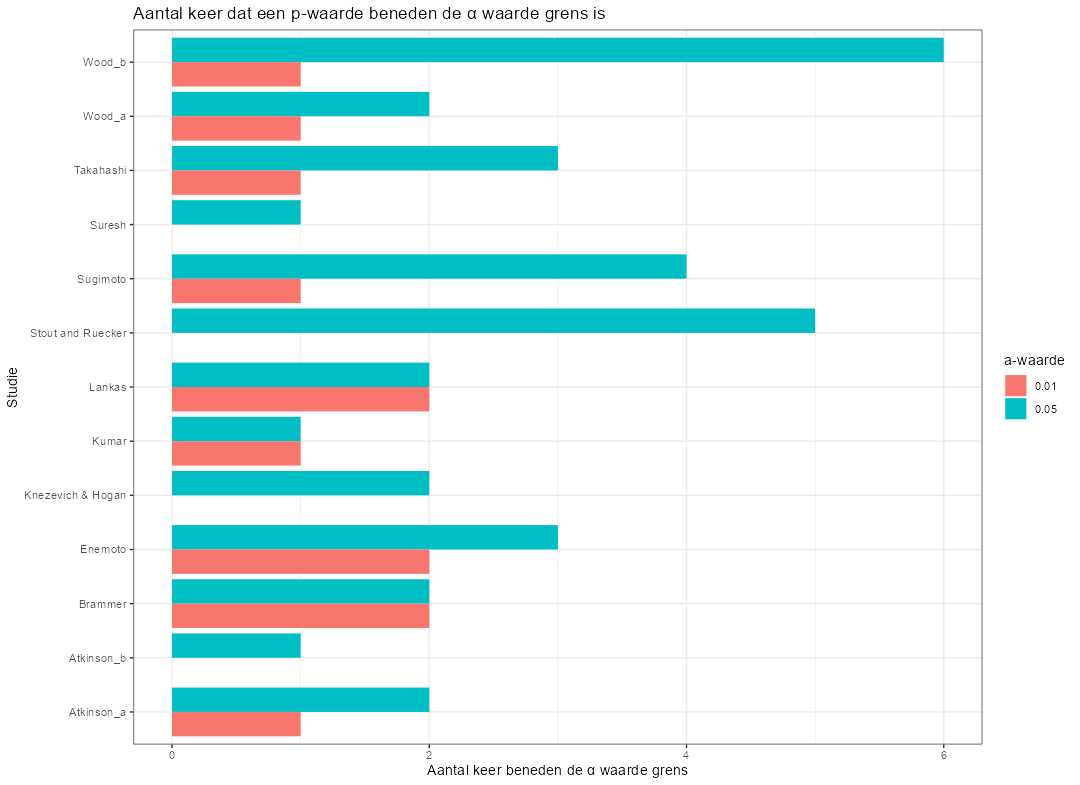 Aantal keer dat een p-waarde beneden de α waarde grens is
Wood_b
Wood_a
Takahashi
Suresh
Sugimoto
Stout and Ruecker
Lankas
Kumar
Knezevich & Hogan
Enemoto
Brammer
Atkinson_b
Atkinson_a
Studie
0 2 4 6
Aantal keer beneden de α waarde grens
a-waarde
0.01
0.05